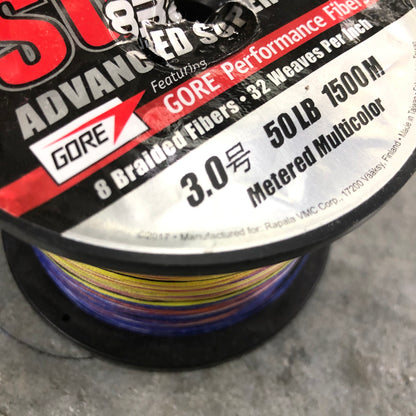 ADVANCED
Featuring
GORE Performance Fibers
GORE
8 Braided Fibers • 32 Weaves Per Inch
3.0号 50LB 1500M
Metered Multicolor
©2017 • Manufactured for: Rapala VMC Corp., 17200 Vääksy, Finland • Made in